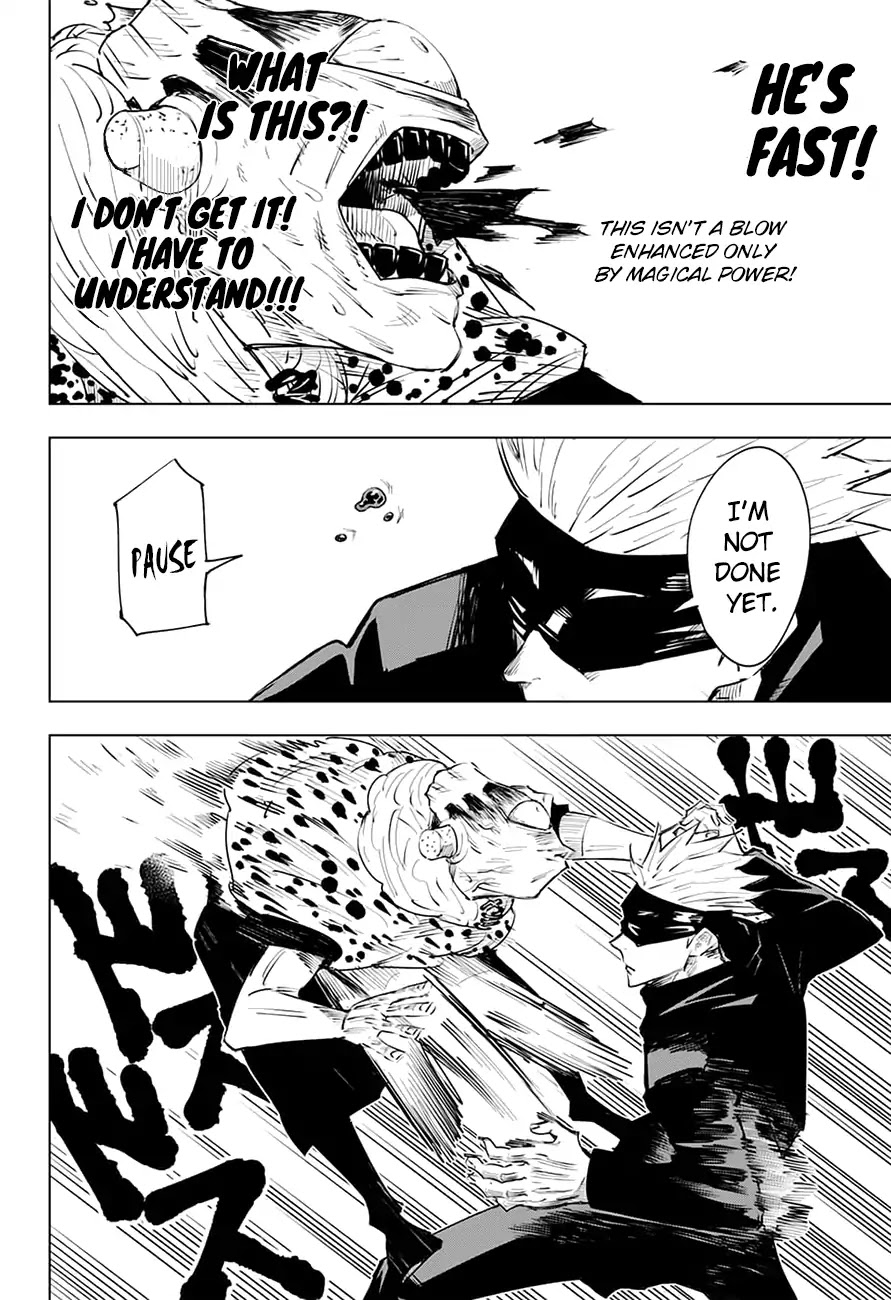 HE'S
FAST!
THIS ISN'T A BLOW
ENHANCED ONLY
BY MAGICAL POWER!
WHAT
IS THIS?!
I DON'T GET IT!
I HAVE TO
UNDERSTAND!!!
I'M
NOT
DONE
YET.
PAUSE